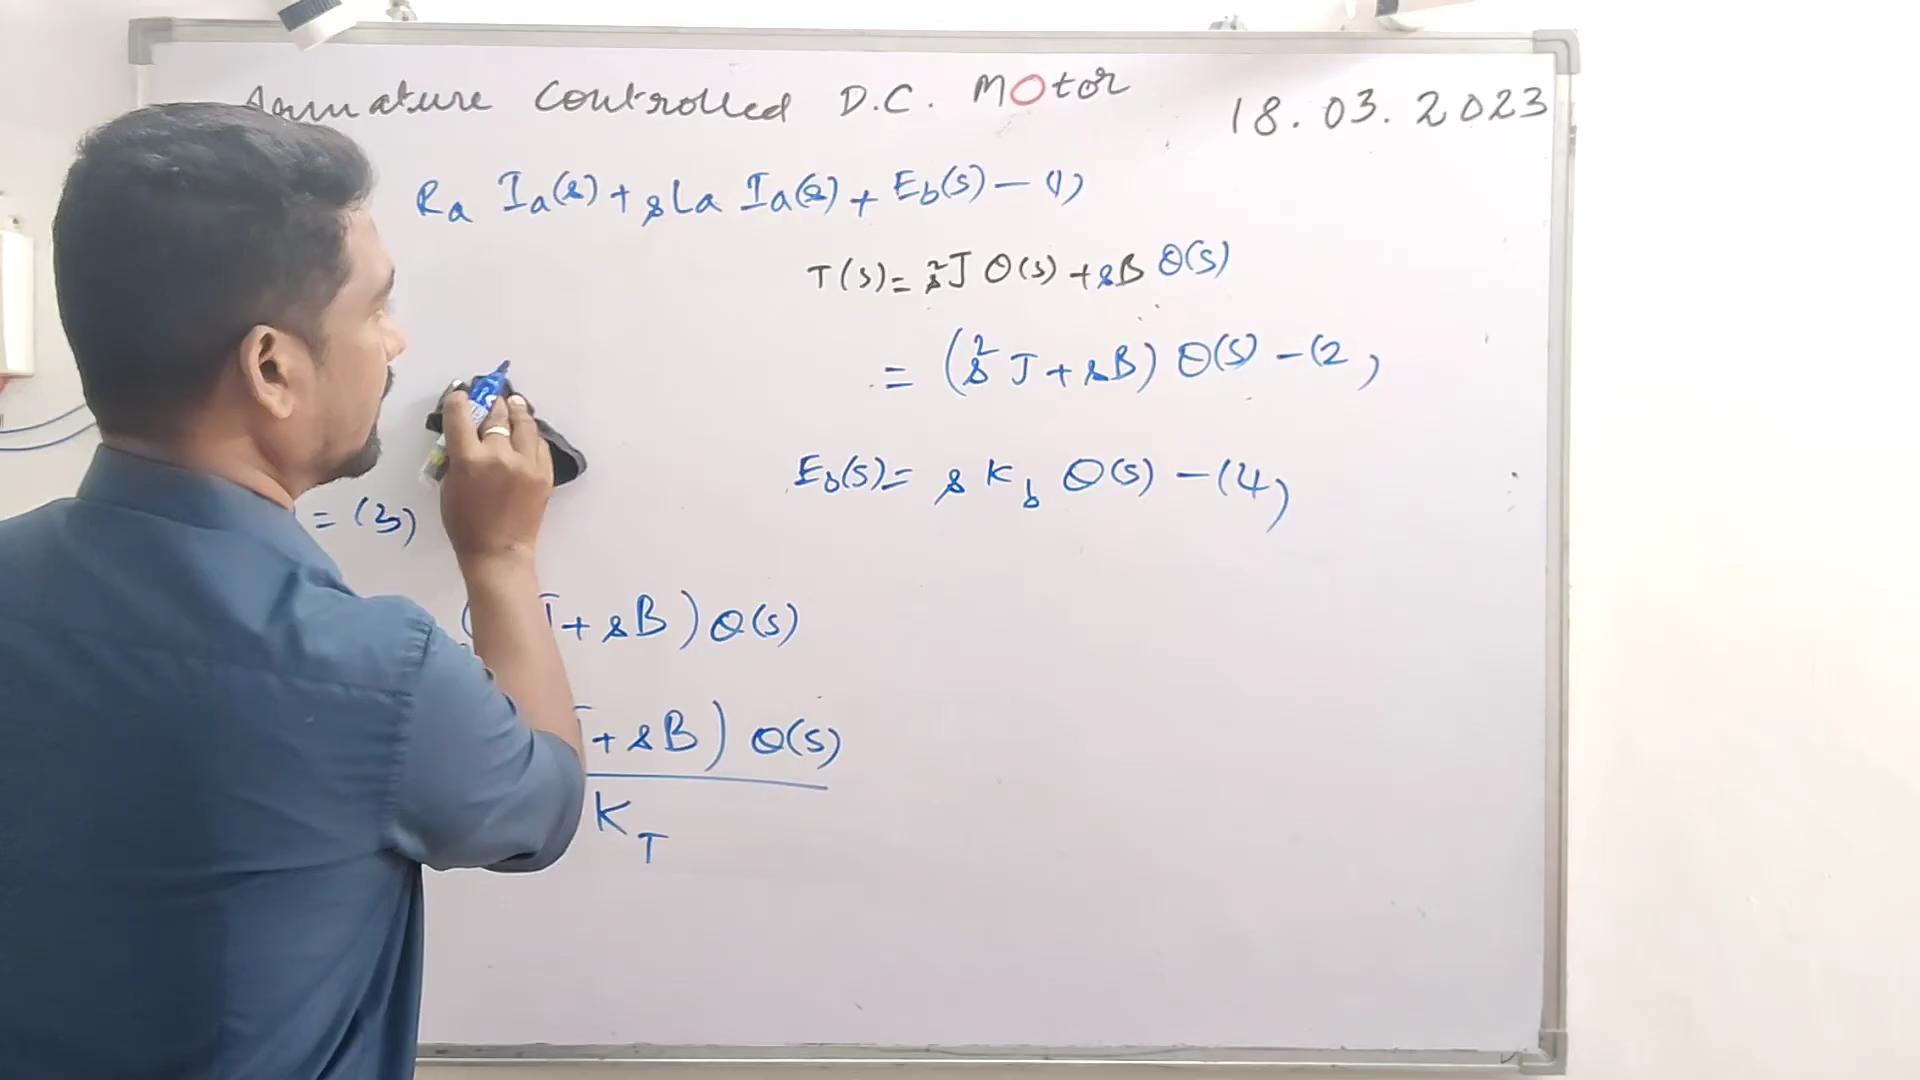 Armature Controlled D.C. Motor 18.03.2023
Ra Ia(s) + sLa Ia(s) + Eb(s) — (1)
T(s) = s²J θ(s) + sB θ(s)
= (s²J + sB) θ(s) — (2)
Eb(s) = s Kb θ(s) — (4)
= (3)
+ sB) θ(s)
+ sB) θ(s)
KT